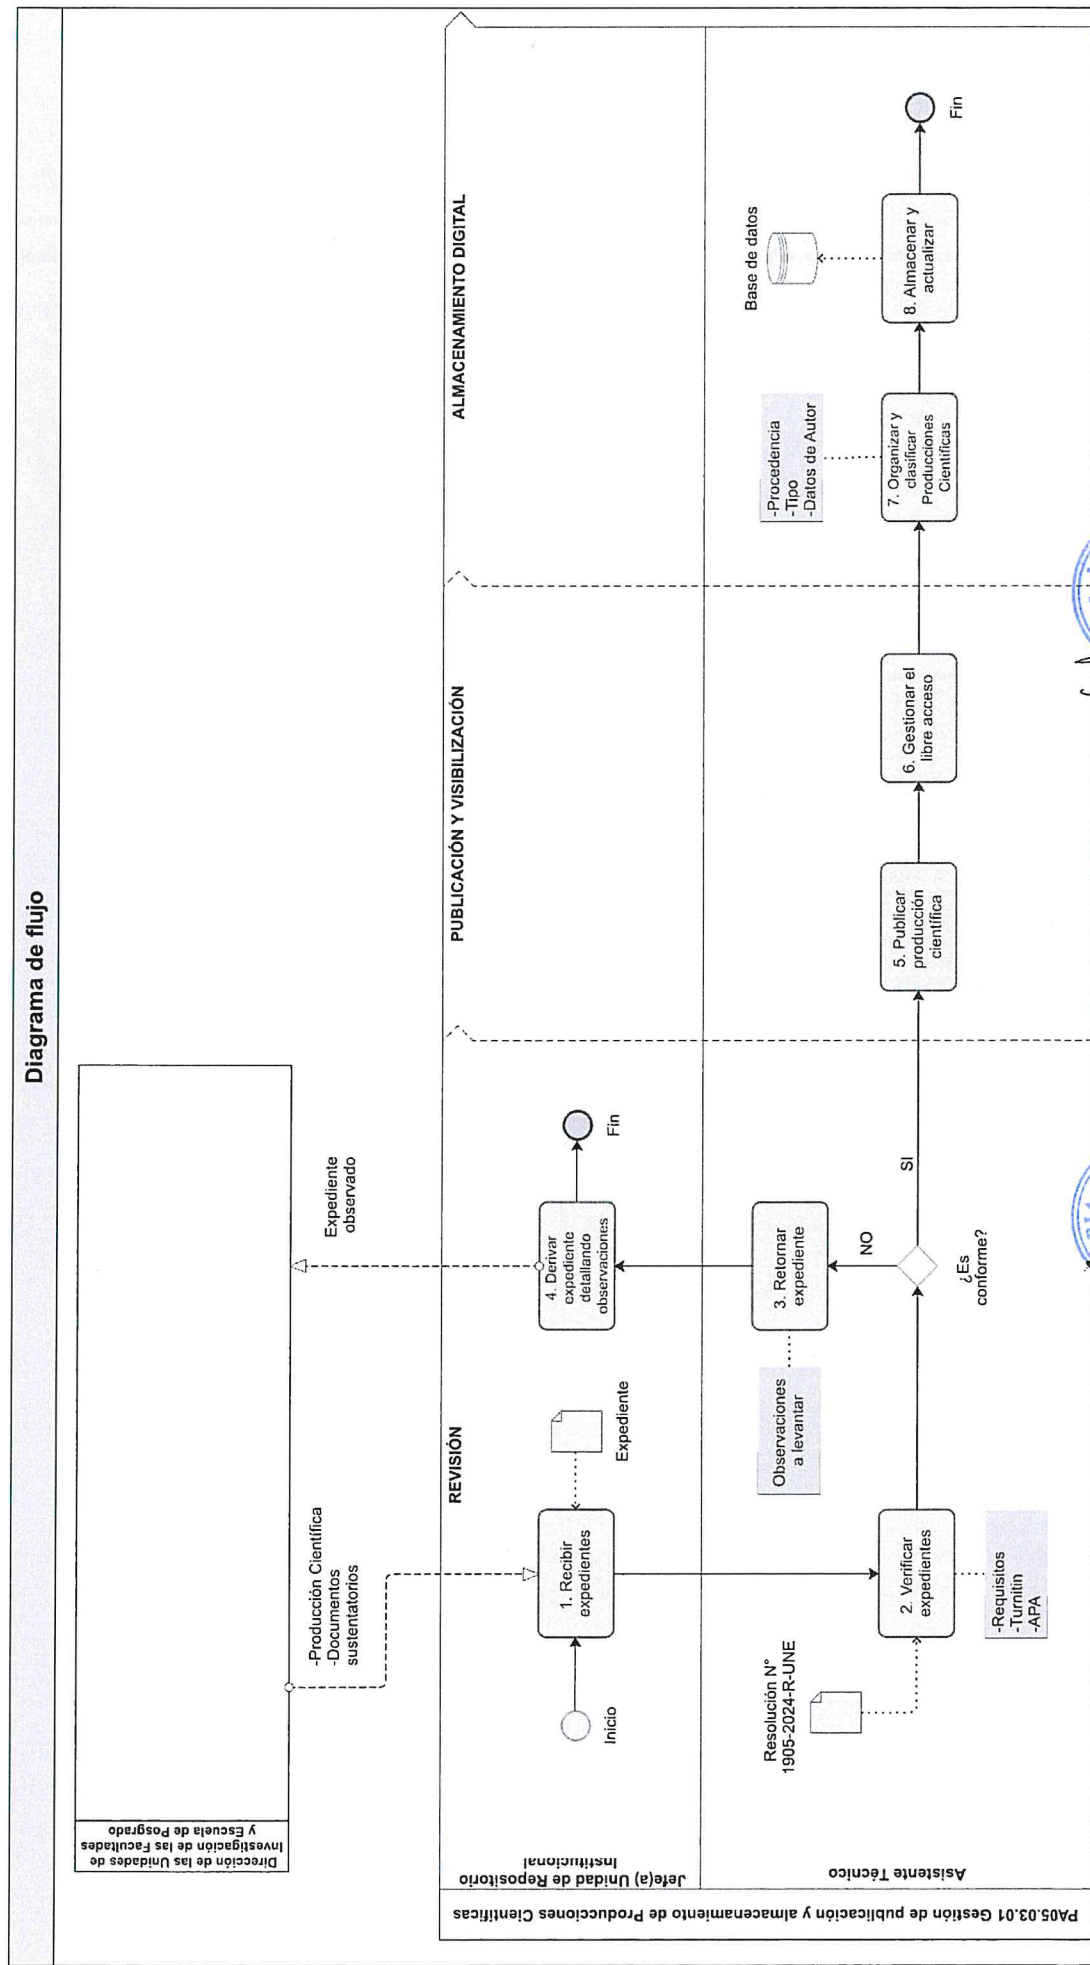 Diagrama de flujo
Dirección de las Unidades de
Investigación de las Facultades
y Escuela de Posgrado
-Producción Científica
-Documentos
sustentatorios
Expediente
observado
PA05.03.01 Gestión de publicación y almacenamiento de Producciones Científicas
Jefe(a) Unidad de Repositorio
Institucional
REVISIÓN
PUBLICACIÓN Y VISIBILIZACIÓN
ALMACENAMIENTO DIGITAL
Inicio
1. Recibir
expedientes
Expediente
4. Derivar
expediente
detallando
observaciones
Fin
Asistente Técnico
Resolución N°
1905-2024-R-UNE
2. Verificar
expedientes
-Requisitos
-Turnitin
-APA
Observaciones
a levantar
3. Retornar
expediente
NO
¿Es
conforme?
SI
5. Publicar
producción
científica
6. Gestionar el
libre acceso
-Procedencia
-Tipo
-Datos de Autor
7. Organizar y
clasificar
Producciones
Científicas
Base de datos
8. Almacenar y
actualizar
Fin